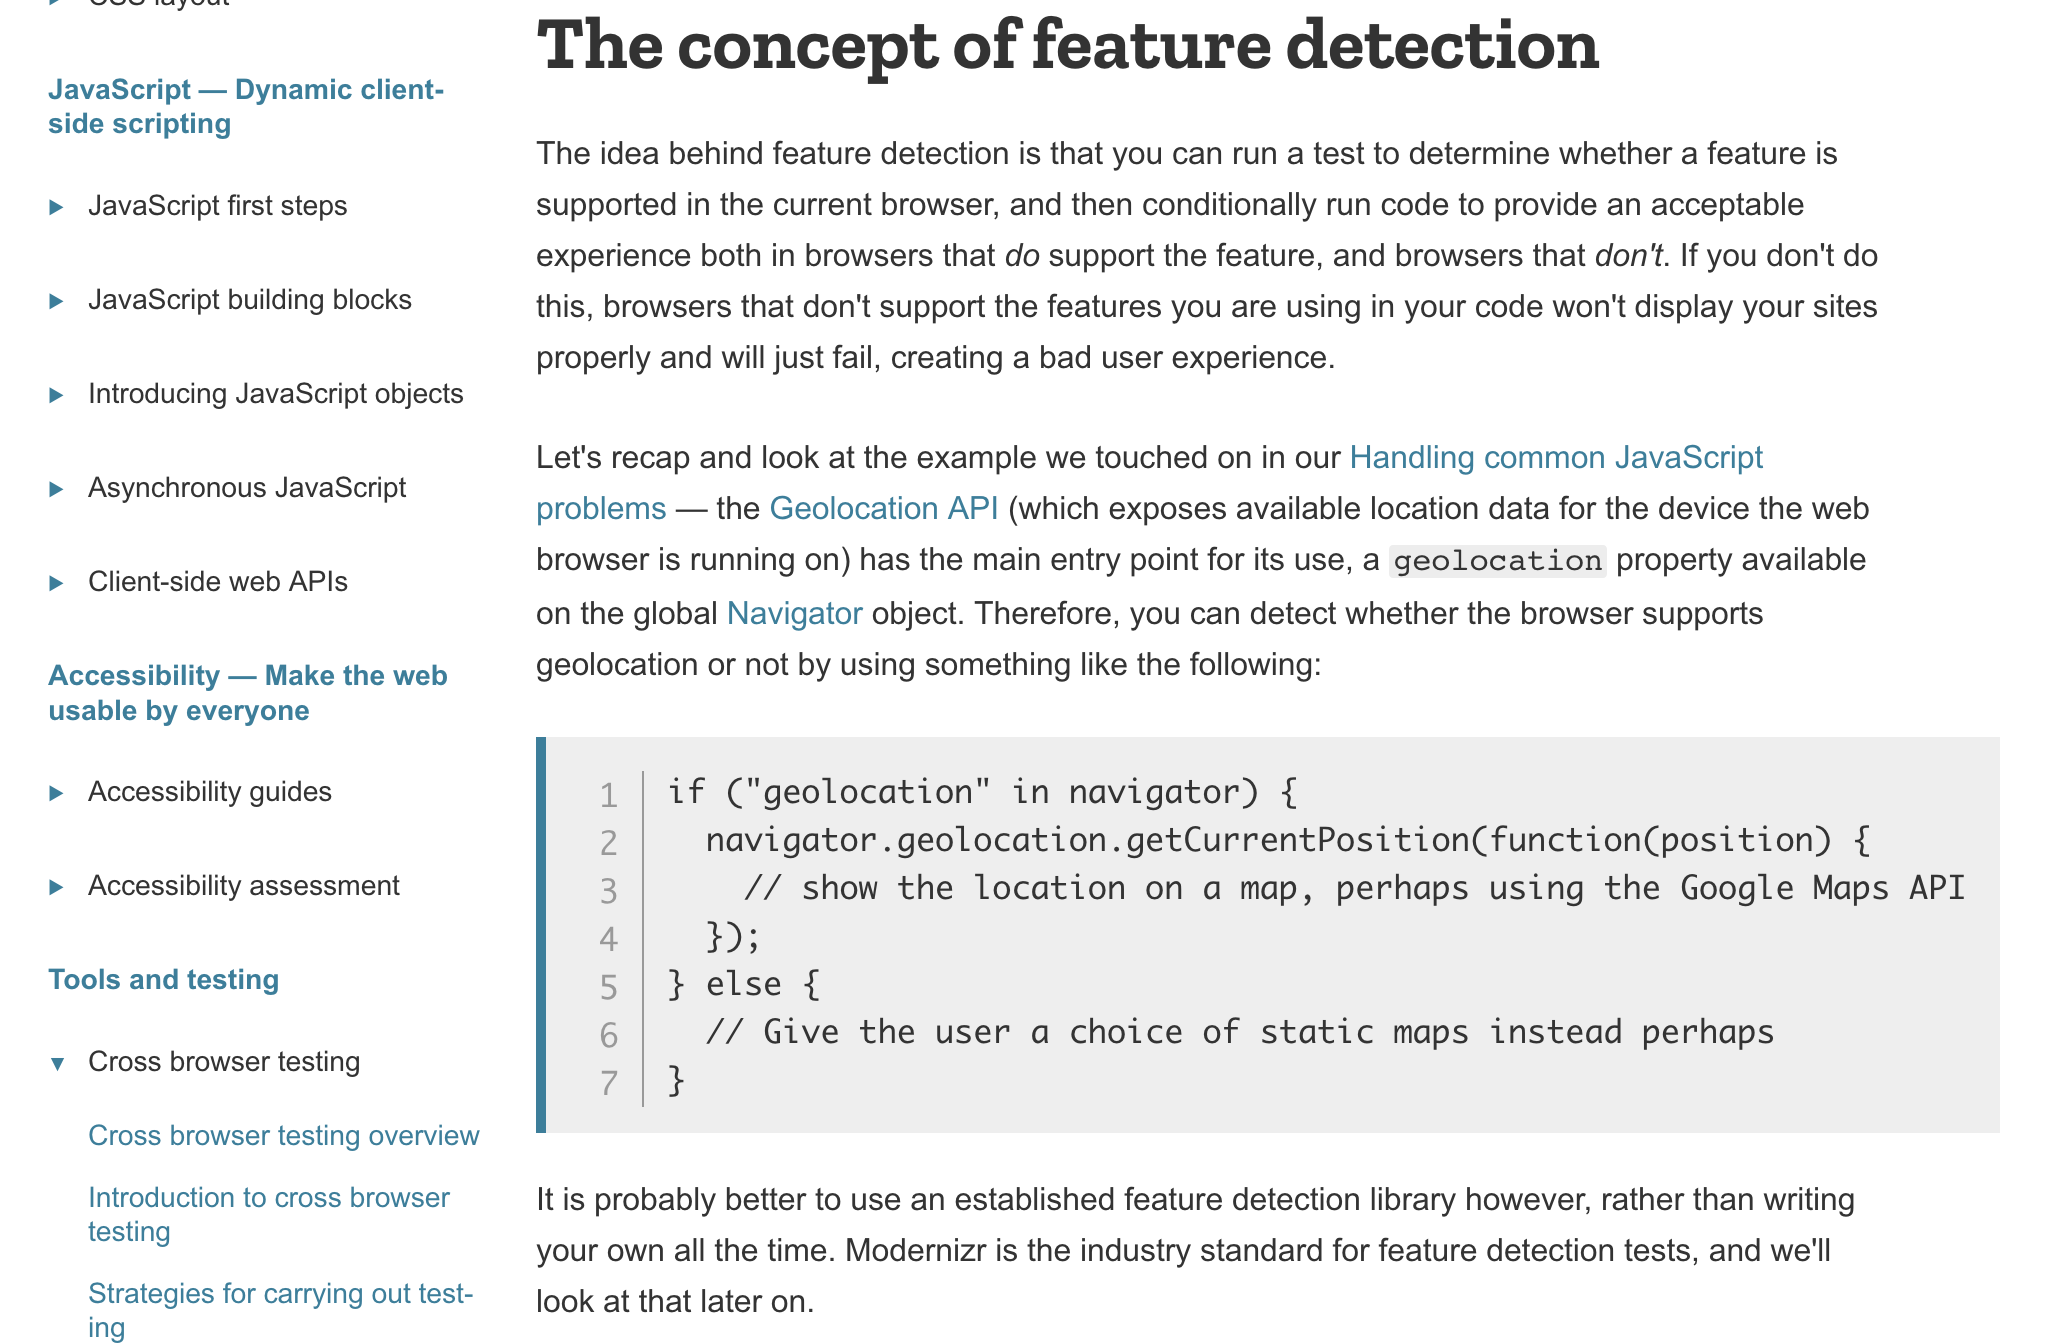 CSS layout
JavaScript — Dynamic client-
side scripting
▶ JavaScript first steps
▶ JavaScript building blocks
▶ Introducing JavaScript objects
▶ Asynchronous JavaScript
▶ Client-side web APIs
Accessibility — Make the web
usable by everyone
▶ Accessibility guides
▶ Accessibility assessment
Tools and testing
▼ Cross browser testing
Cross browser testing overview
Introduction to cross browser
testing
Strategies for carrying out test-
ing
The concept of feature detection
The idea behind feature detection is that you can run a test to determine whether a feature is
supported in the current browser, and then conditionally run code to provide an acceptable
experience both in browsers that do support the feature, and browsers that don't. If you don't do
this, browsers that don't support the features you are using in your code won't display your sites
properly and will just fail, creating a bad user experience.
Let's recap and look at the example we touched on in our Handling common JavaScript
problems — the Geolocation API (which exposes available location data for the device the web
browser is running on) has the main entry point for its use, a geolocation property available
on the global Navigator object. Therefore, you can detect whether the browser supports
geolocation or not by using something like the following:
1 if ("geolocation" in navigator) {
2   navigator.geolocation.getCurrentPosition(function(position) {
3     // show the location on a map, perhaps using the Google Maps API
4   });
5 } else {
6   // Give the user a choice of static maps instead perhaps
7 }
It is probably better to use an established feature detection library however, rather than writing
your own all the time. Modernizr is the industry standard for feature detection tests, and we'll
look at that later on.